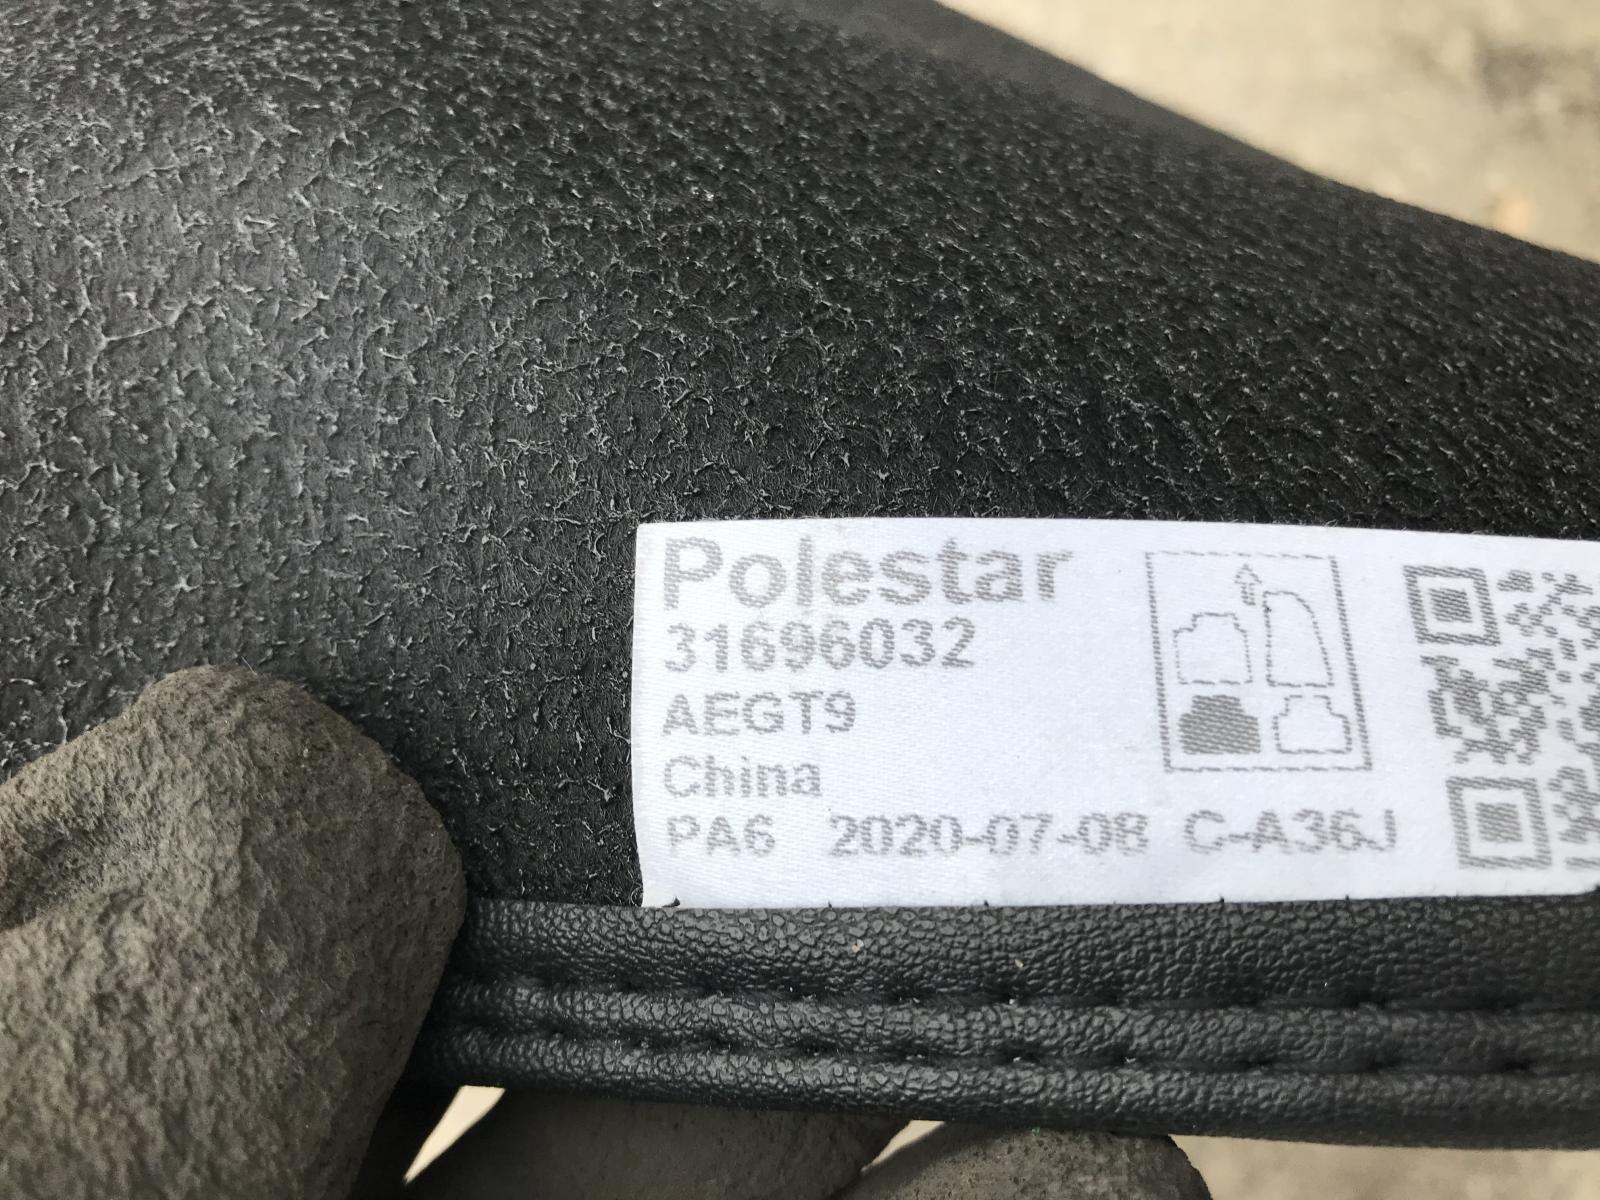 Polestar
31696032
AEGT9
China
PA6 2020-07-08 C-A36J